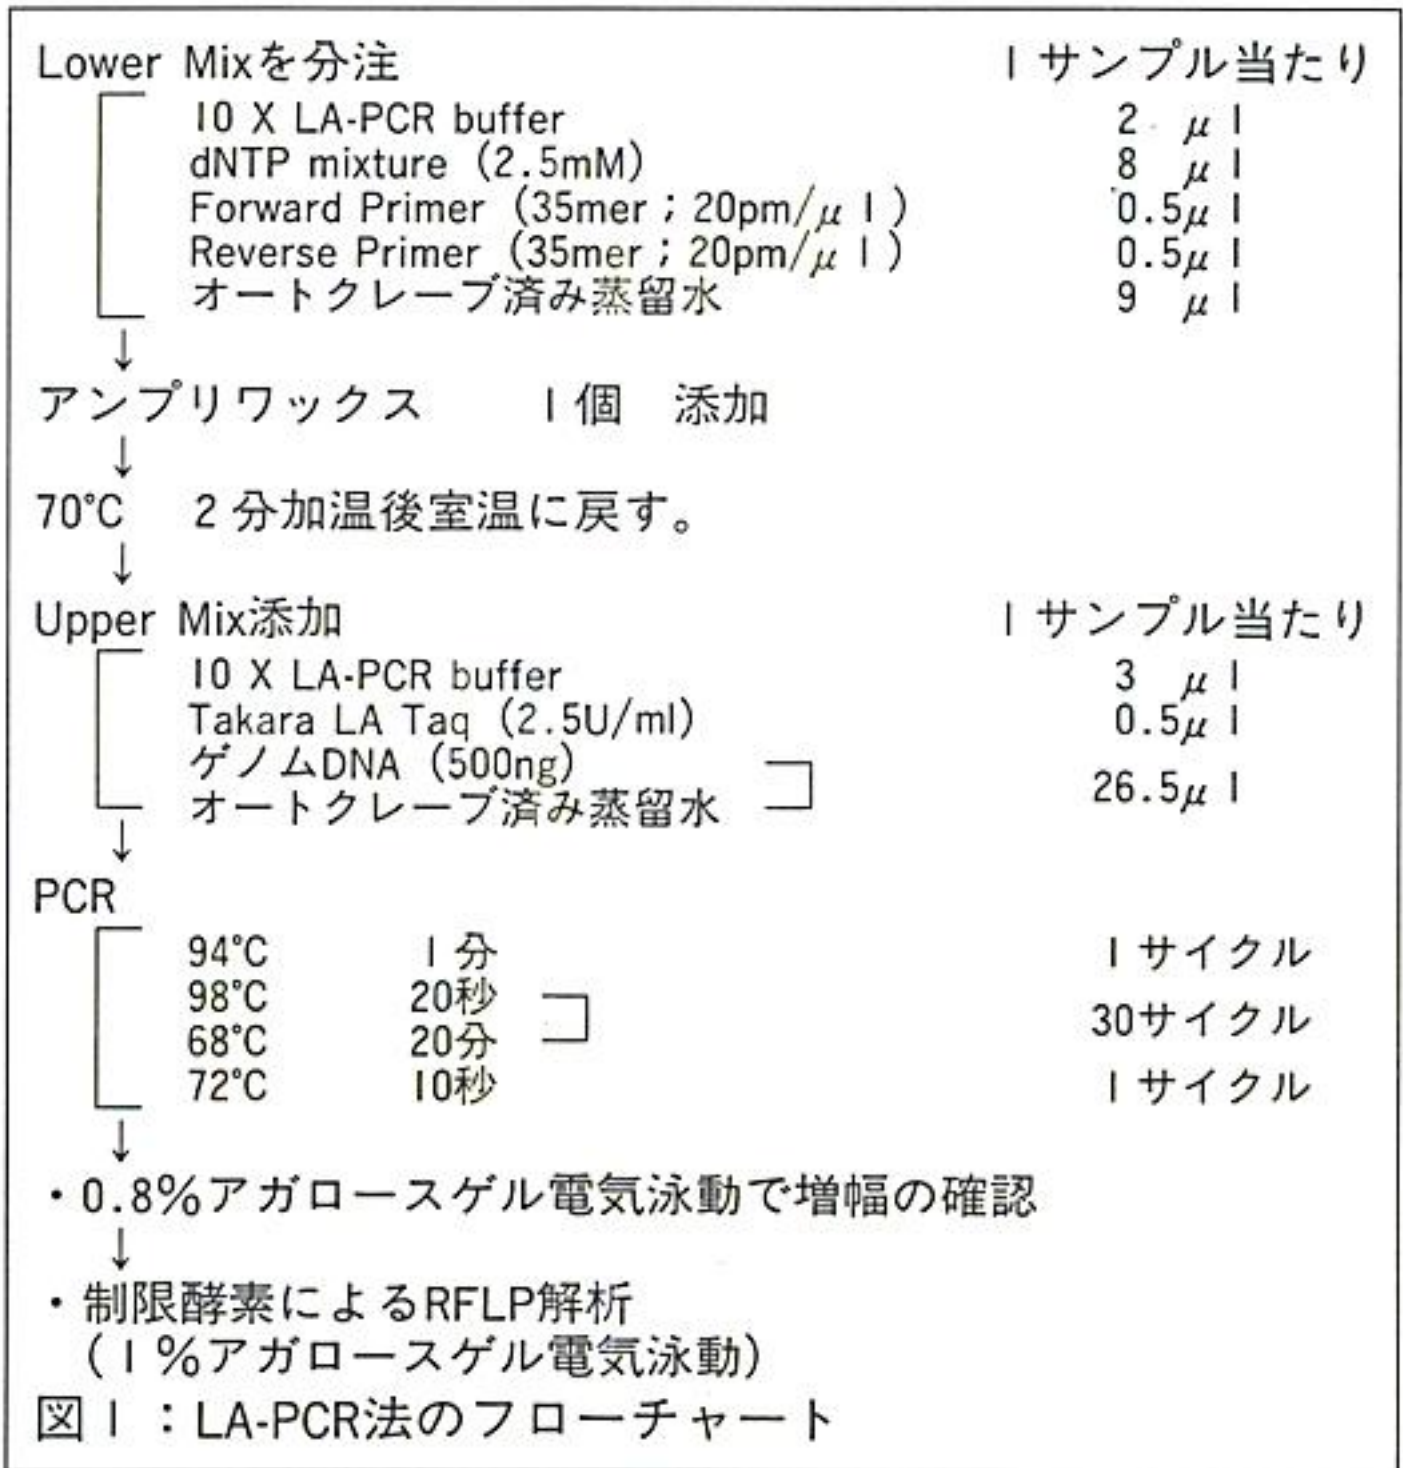 Lower Mixを分注 1サンプル当たり
10 X LA-PCR buffer 2 μl
dNTP mixture (2.5mM) 8 μl
Forward Primer (35mer;20pm/μl) 0.5μl
Reverse Primer (35mer;20pm/μl) 0.5μl
オートクレーブ済み蒸留水 9 μl
↓
アンプリワックス 1個 添加
↓
70℃ 2分加温後室温に戻す。
↓
Upper Mix添加 1サンプル当たり
10 X LA-PCR buffer 3 μl
Takara LA Taq (2.5U/ml) 0.5μl
ゲノムDNA (500ng)
オートクレーブ済み蒸留水 26.5μl
↓
PCR
94℃ 1分 1サイクル
98℃ 20秒
68℃ 20分 30サイクル
72℃ 10秒 1サイクル
↓
・0.8%アガロースゲル電気泳動で増幅の確認
↓
・制限酵素によるRFLP解析
(1%アガロースゲル電気泳動)
図1:LA-PCR法のフローチャート